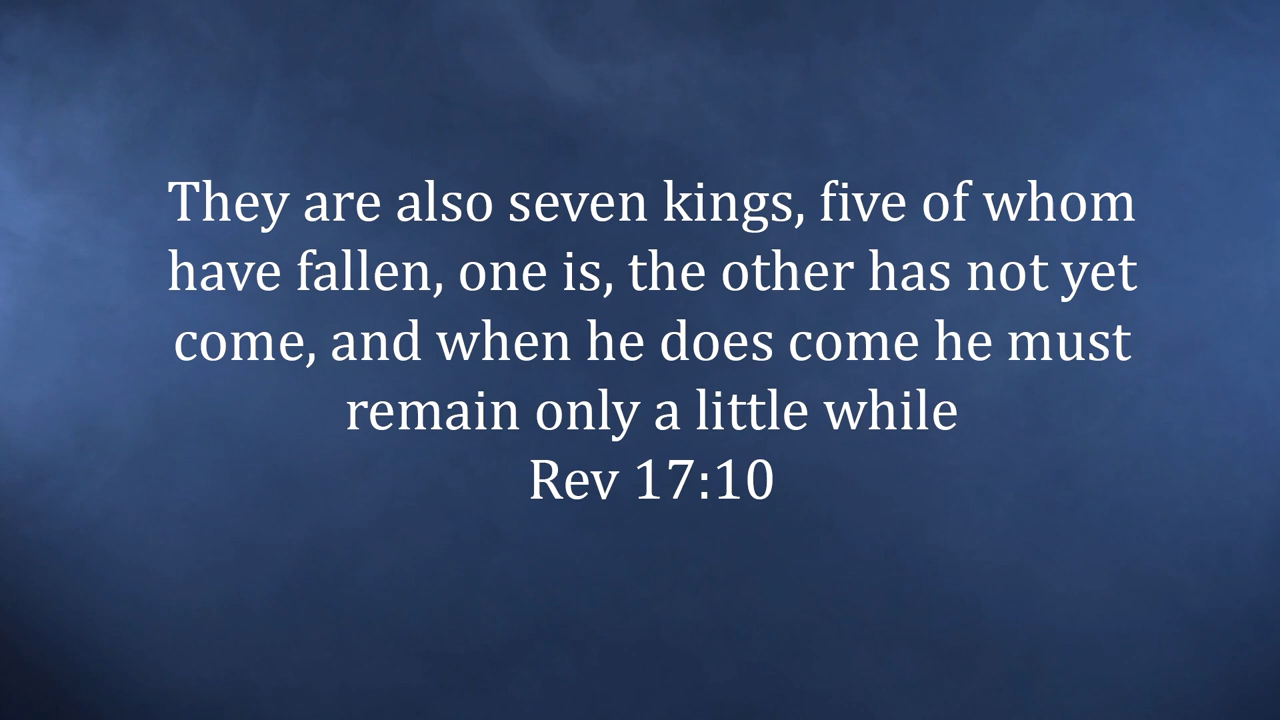 They are also seven kings, five of whom
have fallen, one is, the other has not yet
come, and when he does come he must
remain only a little while
Rev 17:10